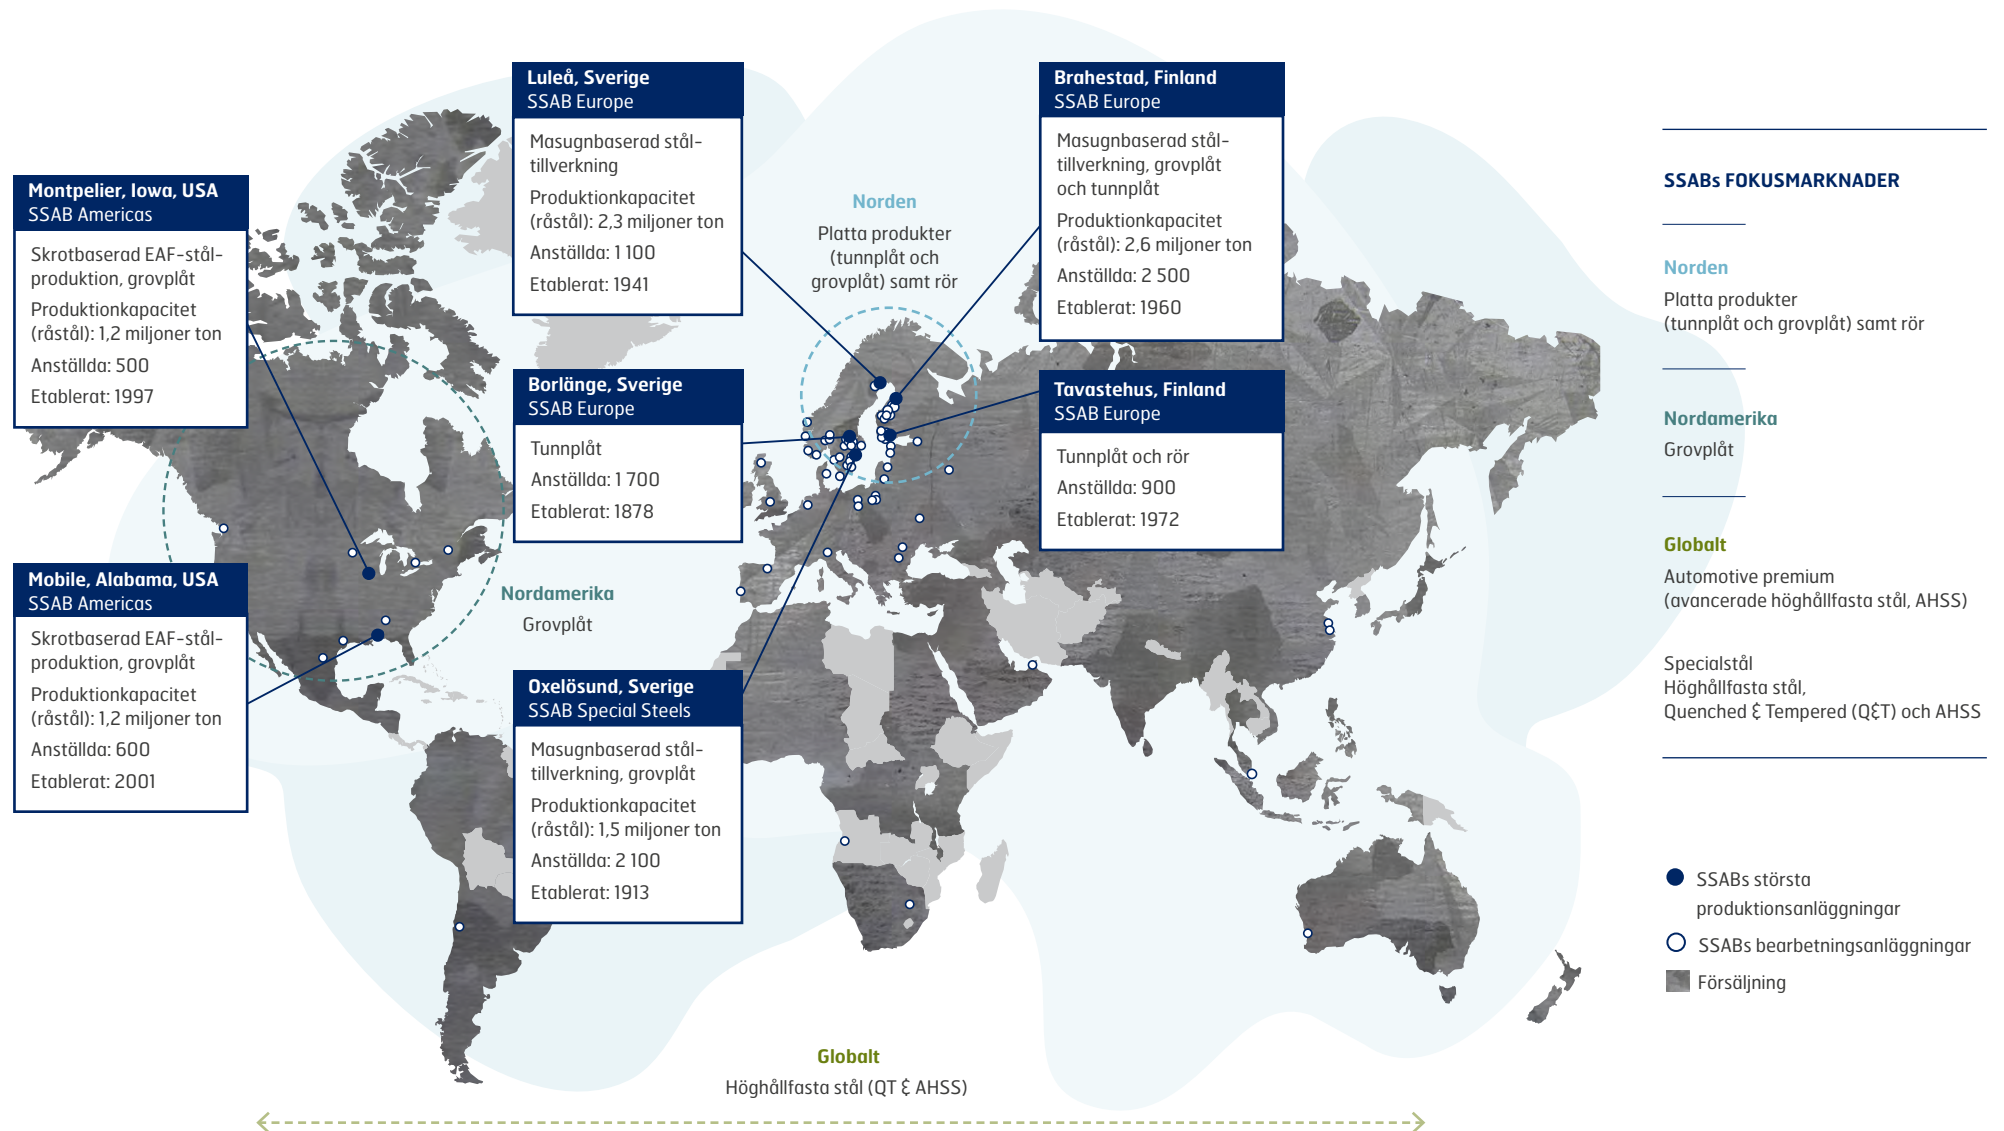 Luleå, Sverige
SSAB Europe
Masugnbaserad stål-
tillverkning
Produktionkapacitet
(råstål): 2,3 miljoner ton
Anställda: 1 100
Etablerat: 1941
Brahestad, Finland
SSAB Europe
Masugnbaserad stål-
tillverkning, grovplåt
och tunnplåt
Produktionkapacitet
(råstål): 2,6 miljoner ton
Anställda: 2 500
Etablerat: 1960
Montpelier, Iowa, USA
SSAB Americas
Skrotbaserad EAF-stål-
produktion, grovplåt
Produktionkapacitet
(råstål): 1,2 miljoner ton
Anställda: 500
Etablerat: 1997
Norden
Platta produkter
(tunnplåt och
grovplåt) samt rör
Borlänge, Sverige
SSAB Europe
Tunnplåt
Anställda: 1 700
Etablerat: 1878
Tavastehus, Finland
SSAB Europe
Tunnplåt och rör
Anställda: 900
Etablerat: 1972
Mobile, Alabama, USA
SSAB Americas
Skrotbaserad EAF-stål-
produktion, grovplåt
Produktionkapacitet
(råstål): 1,2 miljoner ton
Anställda: 600
Etablerat: 2001
Nordamerika
Grovplåt
Oxelösund, Sverige
SSAB Special Steels
Masugnbaserad stål-
tillverkning, grovplåt
Produktionkapacitet
(råstål): 1,5 miljoner ton
Anställda: 2 100
Etablerat: 1913
Globalt
Höghållfasta stål (QT & AHSS)
SSABs FOKUSMARKNADER
Norden
Platta produkter
(tunnplåt och grovplåt) samt rör
Nordamerika
Grovplåt
Globalt
Automotive premium
(avancerade höghållfasta stål, AHSS)
Specialstål
Höghållfasta stål,
Quenched & Tempered (Q&T) och AHSS
SSABs största
produktionsanläggningar
SSABs bearbetningsanläggningar
Försäljning